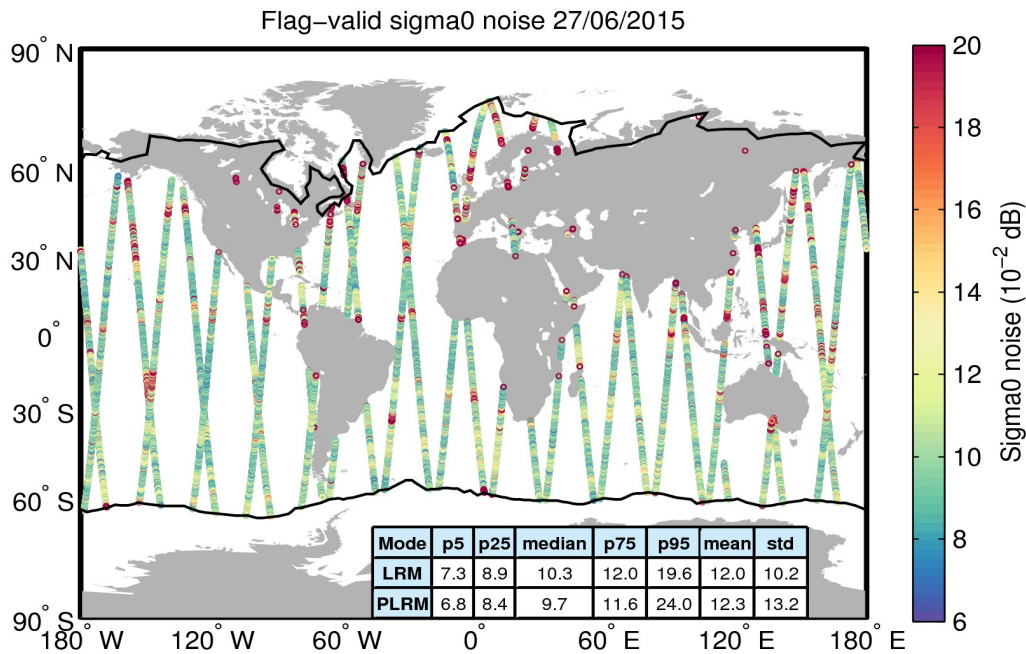 Flag−valid sigma0 noise 27/06/2015
90° N
60° N
30° N
0°
30° S
60° S
90° S
180° W
120° W
60° W
0°
60° E
120° E
180° E
Mode p5 p25 median p75 p95 mean std
LRM 7.3 8.9 10.3 12.0 19.6 12.0 10.2
PLRM 6.8 8.4 9.7 11.6 24.0 12.3 13.2
20
18
16
14
12
10
8
6
Sigma0 noise (10⁻² dB)